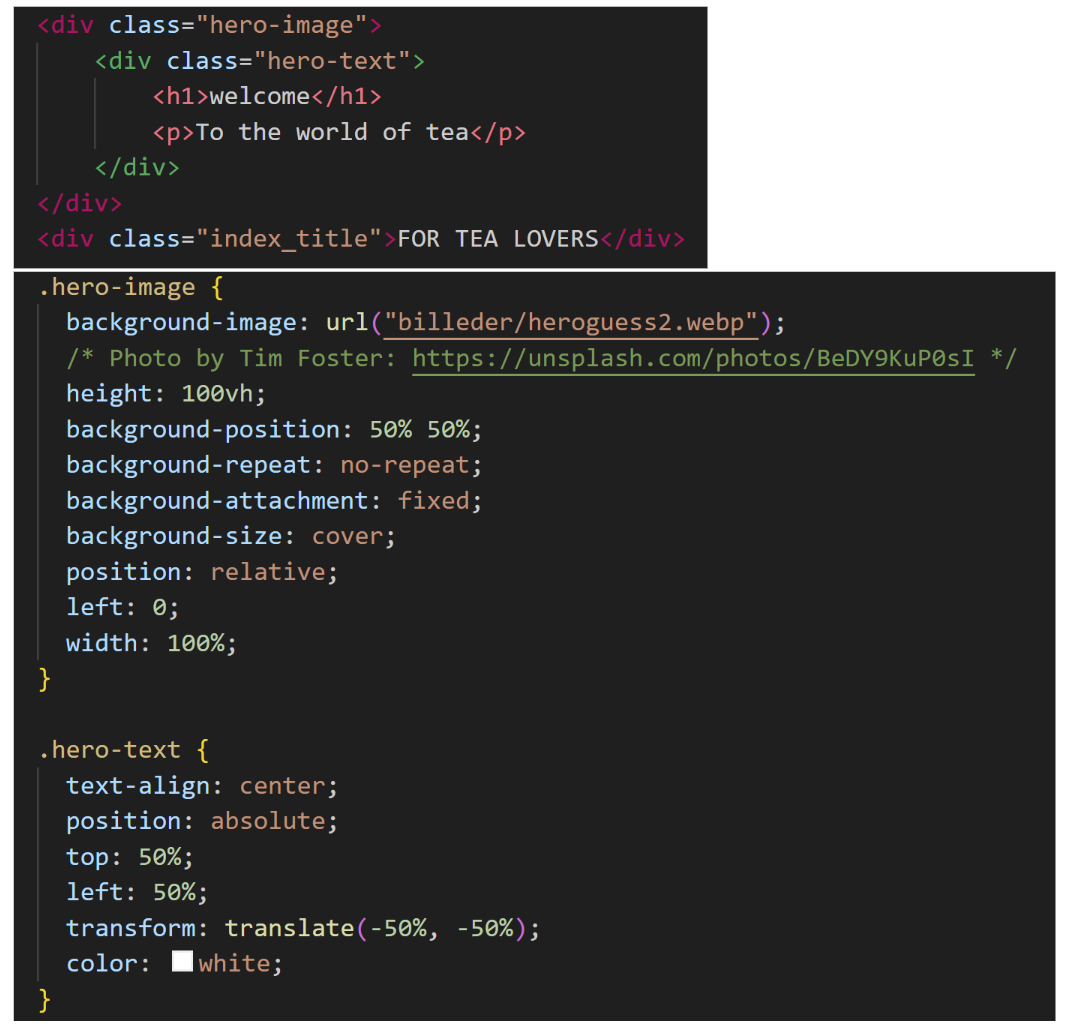 <div class="hero-image">
<div class="hero-text">
<h1>welcome</h1>
<p>To the world of tea</p>
</div>
</div>
<div class="index_title">FOR TEA LOVERS</div>
.hero-image {
background-image: url("billeder/heroguess2.webp");
/* Photo by Tim Foster: https://unsplash.com/photos/BeDY9KuP0sI */
height: 100vh;
background-position: 50% 50%;
background-repeat: no-repeat;
background-attachment: fixed;
background-size: cover;
position: relative;
left: 0;
width: 100%;
}
.hero-text {
text-align: center;
position: absolute;
top: 50%;
left: 50%;
transform: translate(-50%, -50%);
color: white;
}